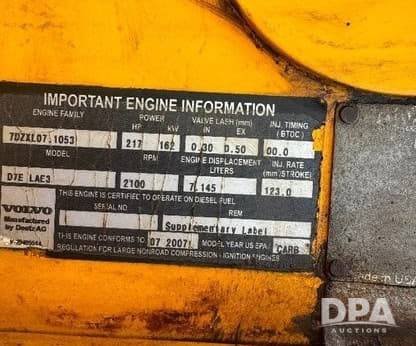 IMPORTANT ENGINE INFORMATION
ENGINE FAMILY POWER VALVE LASH (mm) INJ. TIMING
HP kW IN EX (BTDC)
7DZXL07.1053 217 162 0.30 0.50 00.0
MODEL RPM ENGINE DISPLACEMENT INJ. RATE
LITERS (mm³/STROKE)
D7E LAE3 2100 7.145 123.0
THIS ENGINE IS CERTIFIED TO OPERATE ON DIESEL FUEL
SERIAL NO. REM
VOLVO
Manufactured
by Deutz AG
Supplementary Label
THIS ENGINE CONFORMS TO 07 2007 MODEL YEAR US EPA/ CARB
REGULATION FOR LARGE NONROAD COMPRESSION - IGNITION ENGINES
Made in USA
DPA
AUCTIONS